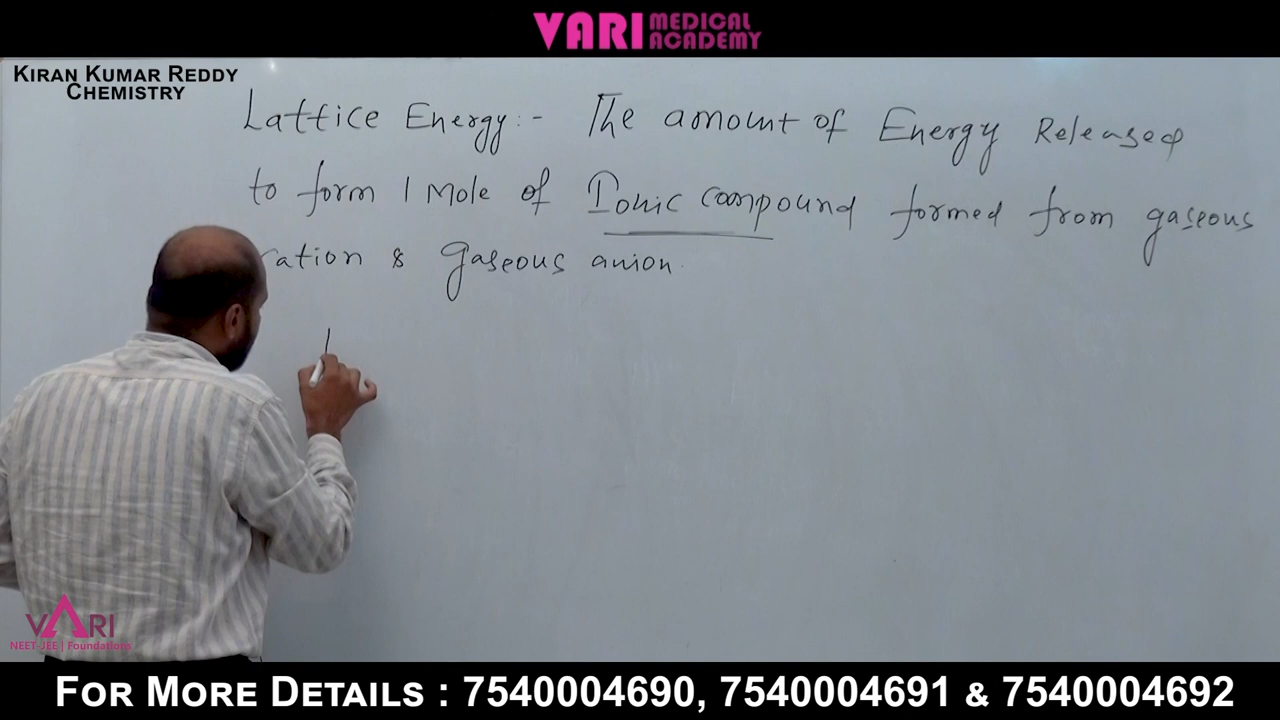 VARI MEDICAL ACADEMY
KIRAN KUMAR REDDY
CHEMISTRY
Lattice Energy:- The amount of Energy Released
to form 1 Mole of Ionic compound formed from gaseous
cation & gaseous anion.
VARI
NEET-JEE | Foundations
FOR MORE DETAILS : 7540004690, 7540004691 & 7540004692